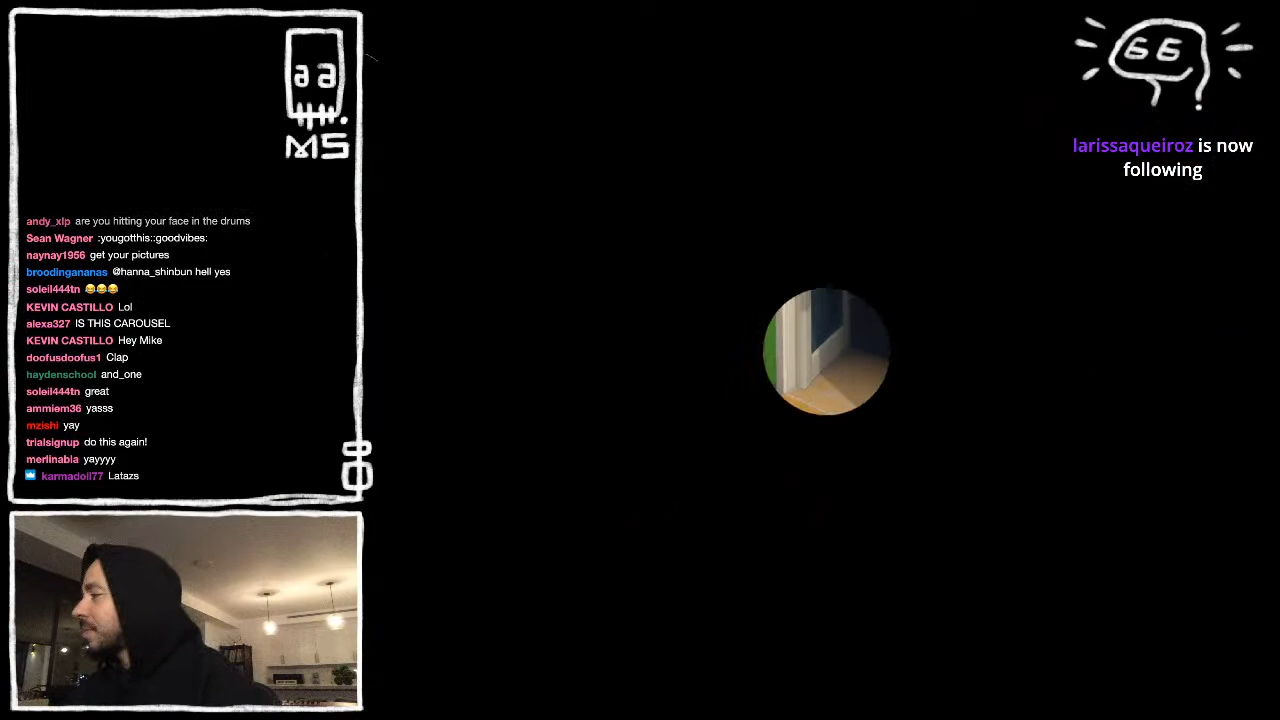 aa
MS
andy_xlp are you hitting your face in the drums
Sean Wagner :yougotthis::goodvibes:
naynay1956 get your pictures
broodingananas @hanna_shinbun hell yes
soleil444tn 😂😂😂
KEVIN CASTILLO Lol
alexa327 IS THIS CAROUSEL
KEVIN CASTILLO Hey Mike
doofusdoofus1 Clap
haydenschool and_one
soleil444tn great
ammiem36 yasss
mzishi yay
trialsignup do this again!
merlinabla yayyyy
karmadoll77 Latazs
66
larissaqueiroz is now
following